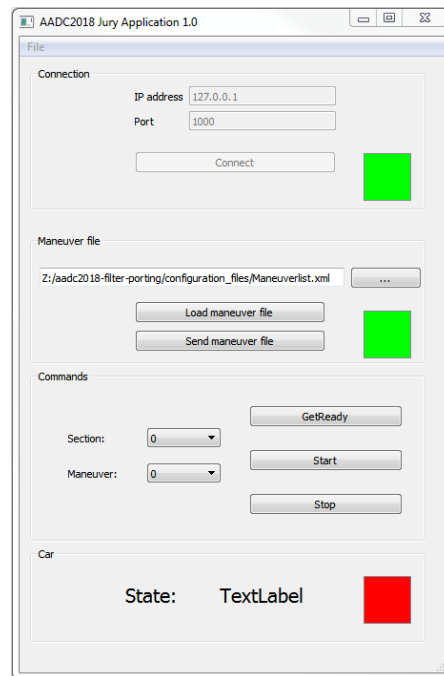 AADC2018 Jury Application 1.0
File
Connection
IP address 127.0.0.1
Port 1000
Connect
Maneuver file
Z:/aadc2018-filter-porting/configuration_files/Maneuverlist.xml ...
Load maneuver file
Send maneuver file
Commands
GetReady
Section: 0
Start
Maneuver: 0
Stop
Car
State: TextLabel